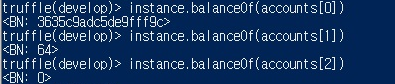 truffle(develop)> instance.balanceOf(accounts[0])
<BN: 3635c9adc5de9fff9c>
truffle(develop)> instance.balanceOf(accounts[1])
<BN: 64>
truffle(develop)> instance.balanceOf(accounts[2])
<BN: 0>